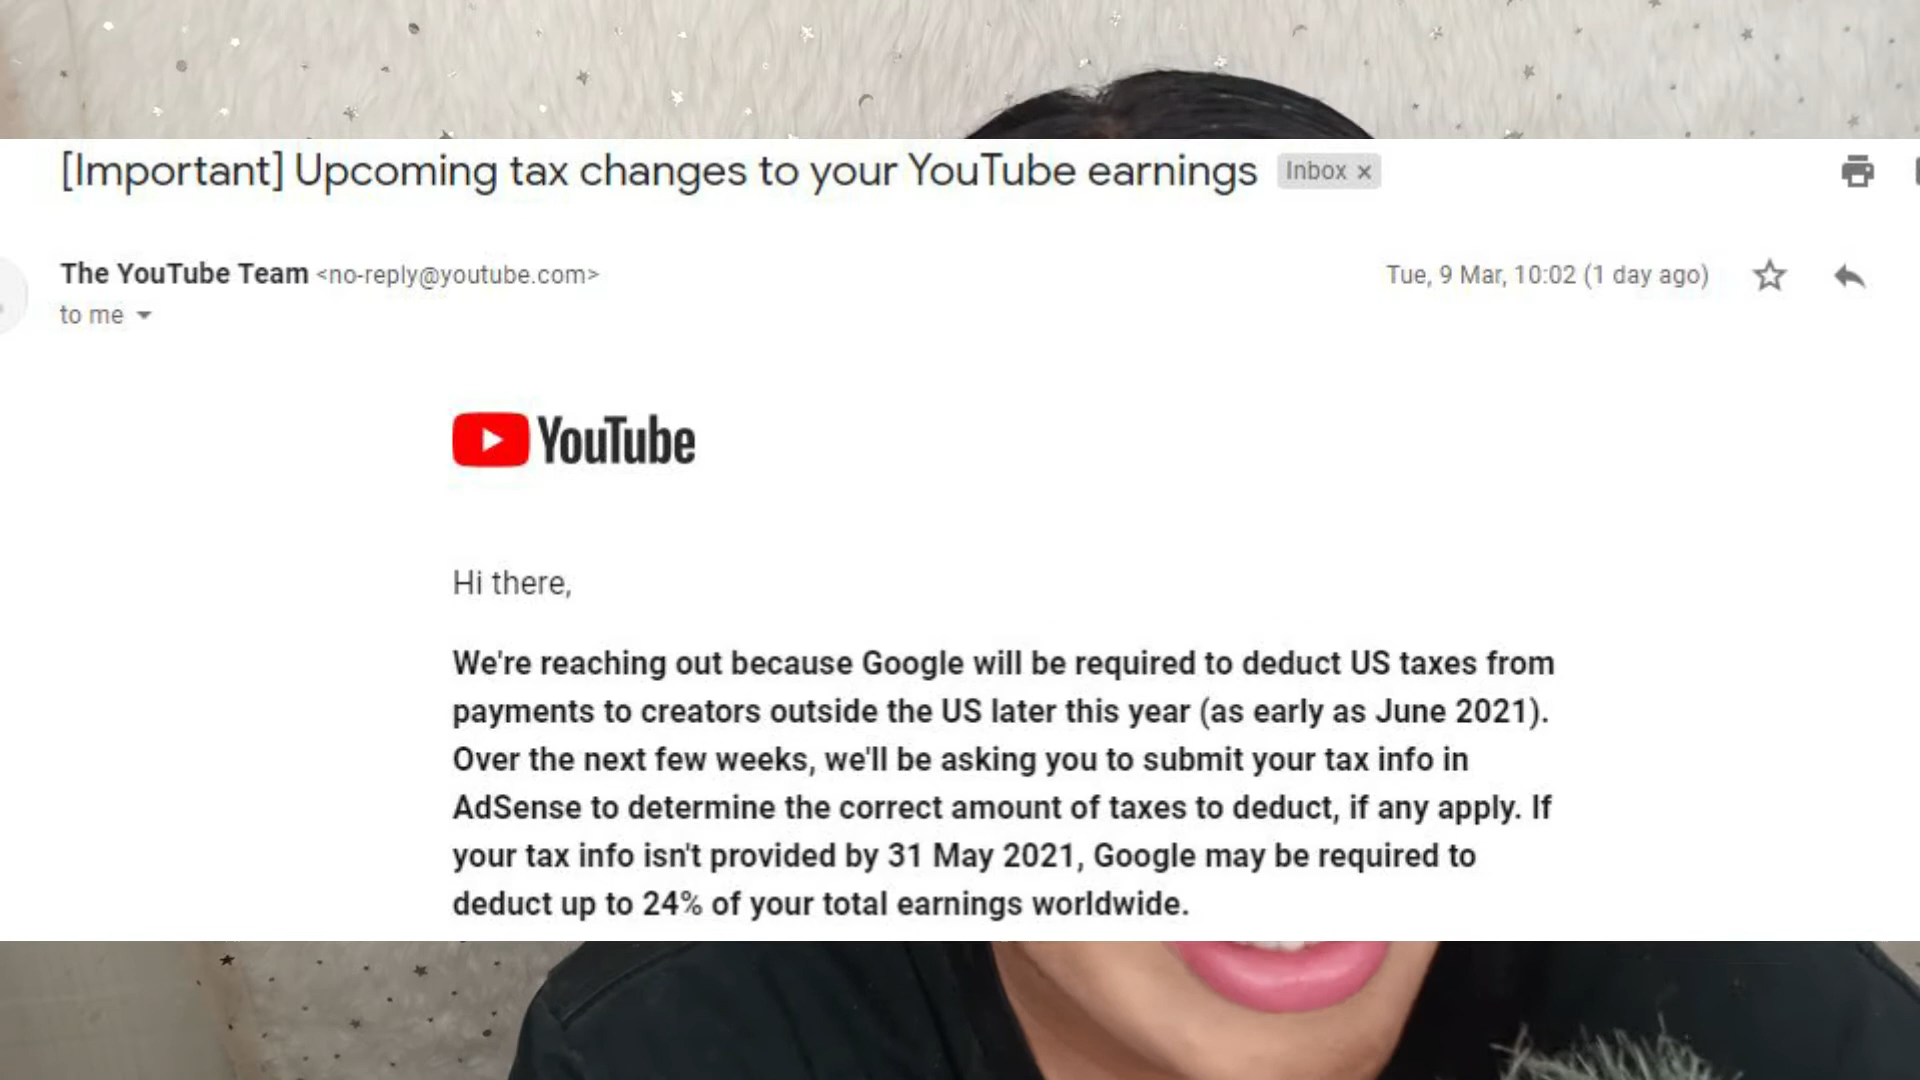 [Important] Upcoming tax changes to your YouTube earnings Inbox ×
The YouTube Team <no-reply@youtube.com> Tue, 9 Mar, 10:02 (1 day ago)
to me
YouTube
Hi there,
We're reaching out because Google will be required to deduct US taxes from
payments to creators outside the US later this year (as early as June 2021).
Over the next few weeks, we'll be asking you to submit your tax info in
AdSense to determine the correct amount of taxes to deduct, if any apply. If
your tax info isn't provided by 31 May 2021, Google may be required to
deduct up to 24% of your total earnings worldwide.